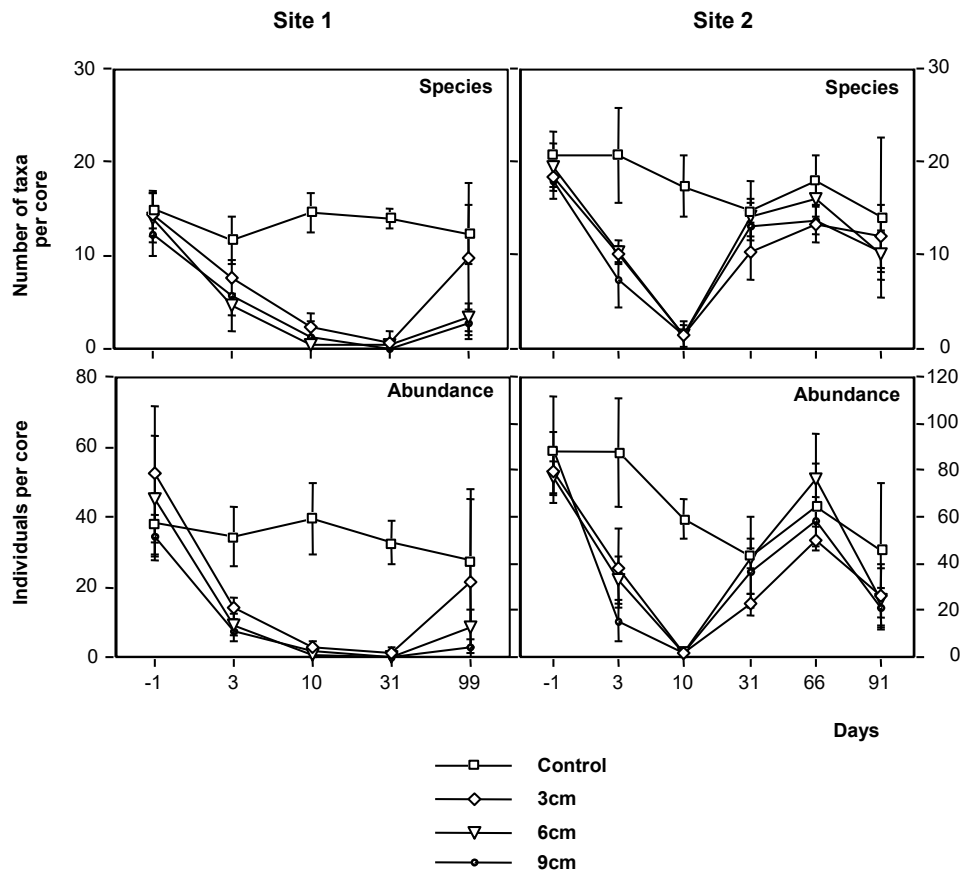 Site 1
Site 2
30
20
10
0
Number of taxa
per core
Species
Species
30
20
10
0
80
60
40
20
0
Individuals per core
Abundance
Abundance
120
100
80
60
40
20
0
-1 3 10 31 99
-1 3 10 31 66 91
Days
Control
3cm
6cm
9cm